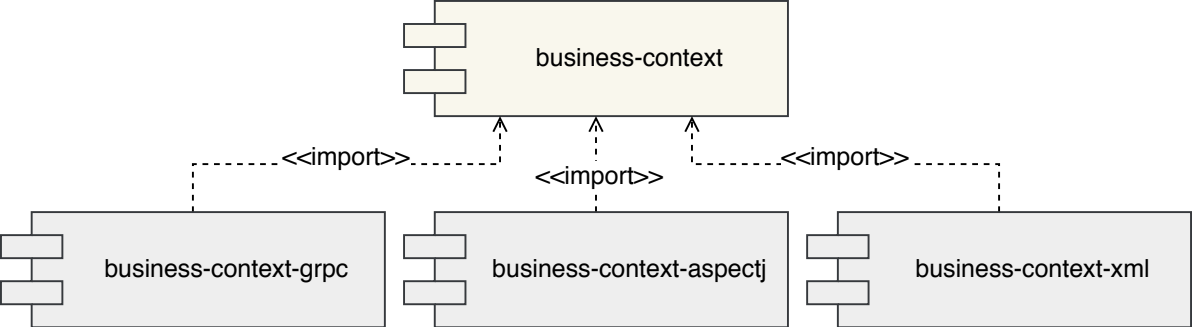 business-context
<<import>>
<<import>>
<<import>>
business-context-grpc
business-context-aspectj
business-context-xml